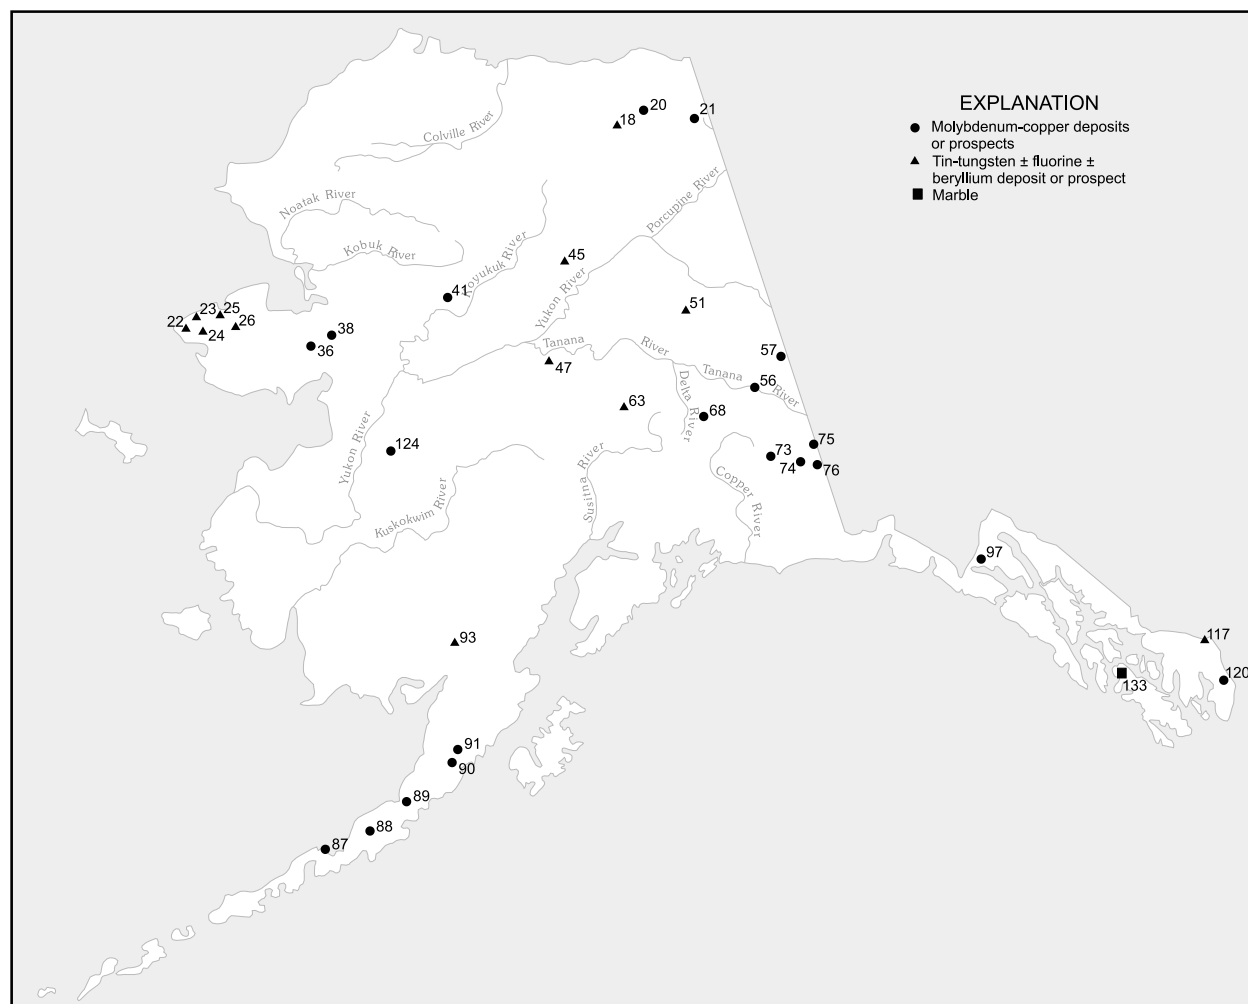 EXPLANATION
Molybdenum-copper deposits
or prospects
Tin-tungsten ± fluorine ±
beryllium deposit or prospect
Marble
20
21
18
Colville River
Noatak River
Porcupine River
Kobuk River
Koyukuk River
45
41
Yukon River
51
23
25
22
24
26
38
36
Tanana
River
57
47
Tanana
River
56
63
Delta River
68
Yukon River
124
Susitna River
75
73
74
76
Kuskokwim River
Copper River
97
93
117
133
120
91
90
89
88
87